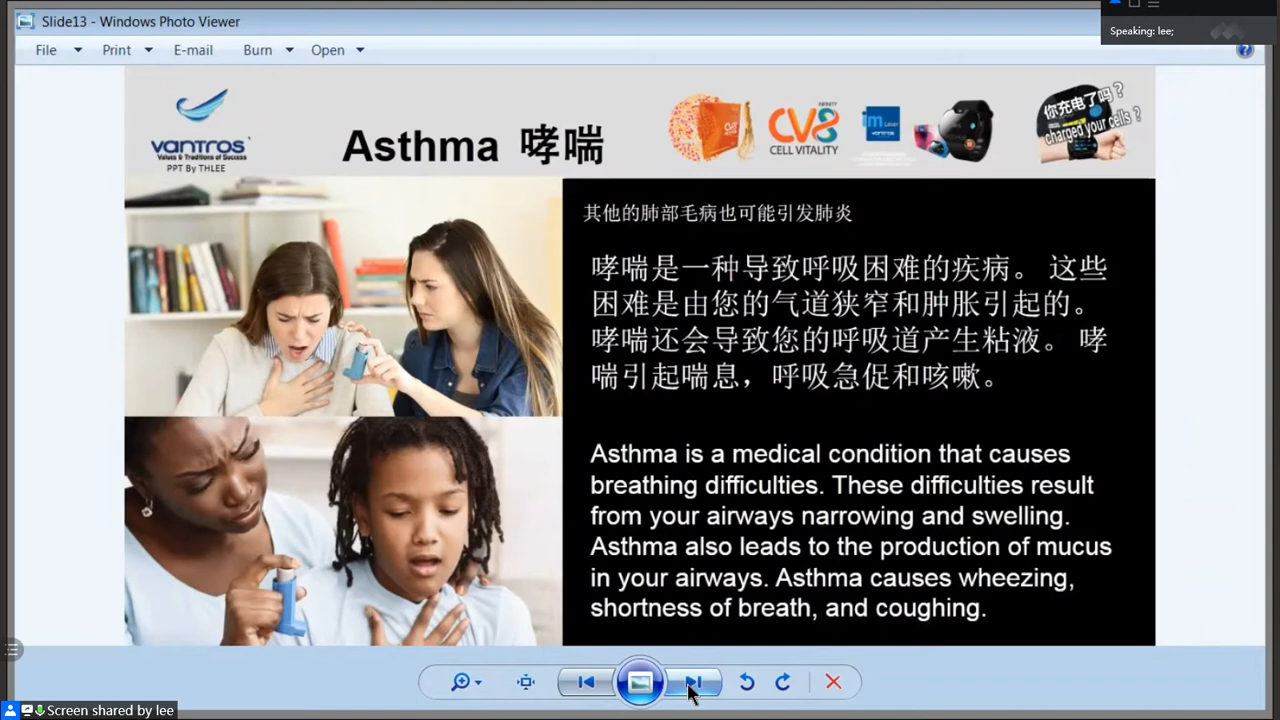 Slide13 - Windows Photo Viewer
Speaking: lee;
File Print E-mail Burn Open
vantros
Values & Traditions of Success
PPT By THLEE
Asthma 哮喘
CV8
INFINITY
CV8
CELL VITALITY
im Laser
VANTROS
你充电了吗？
charged your cells ?
其他的肺部毛病也可能引发肺炎
哮喘是一种导致呼吸困难的疾病。 这些
困难是由您的气道狭窄和肿胀引起的。
哮喘还会导致您的呼吸道产生粘液。 哮
喘引起喘息，呼吸急促和咳嗽。
Asthma is a medical condition that causes
breathing difficulties. These difficulties result
from your airways narrowing and swelling.
Asthma also leads to the production of mucus
in your airways. Asthma causes wheezing,
shortness of breath, and coughing.
Screen shared by lee